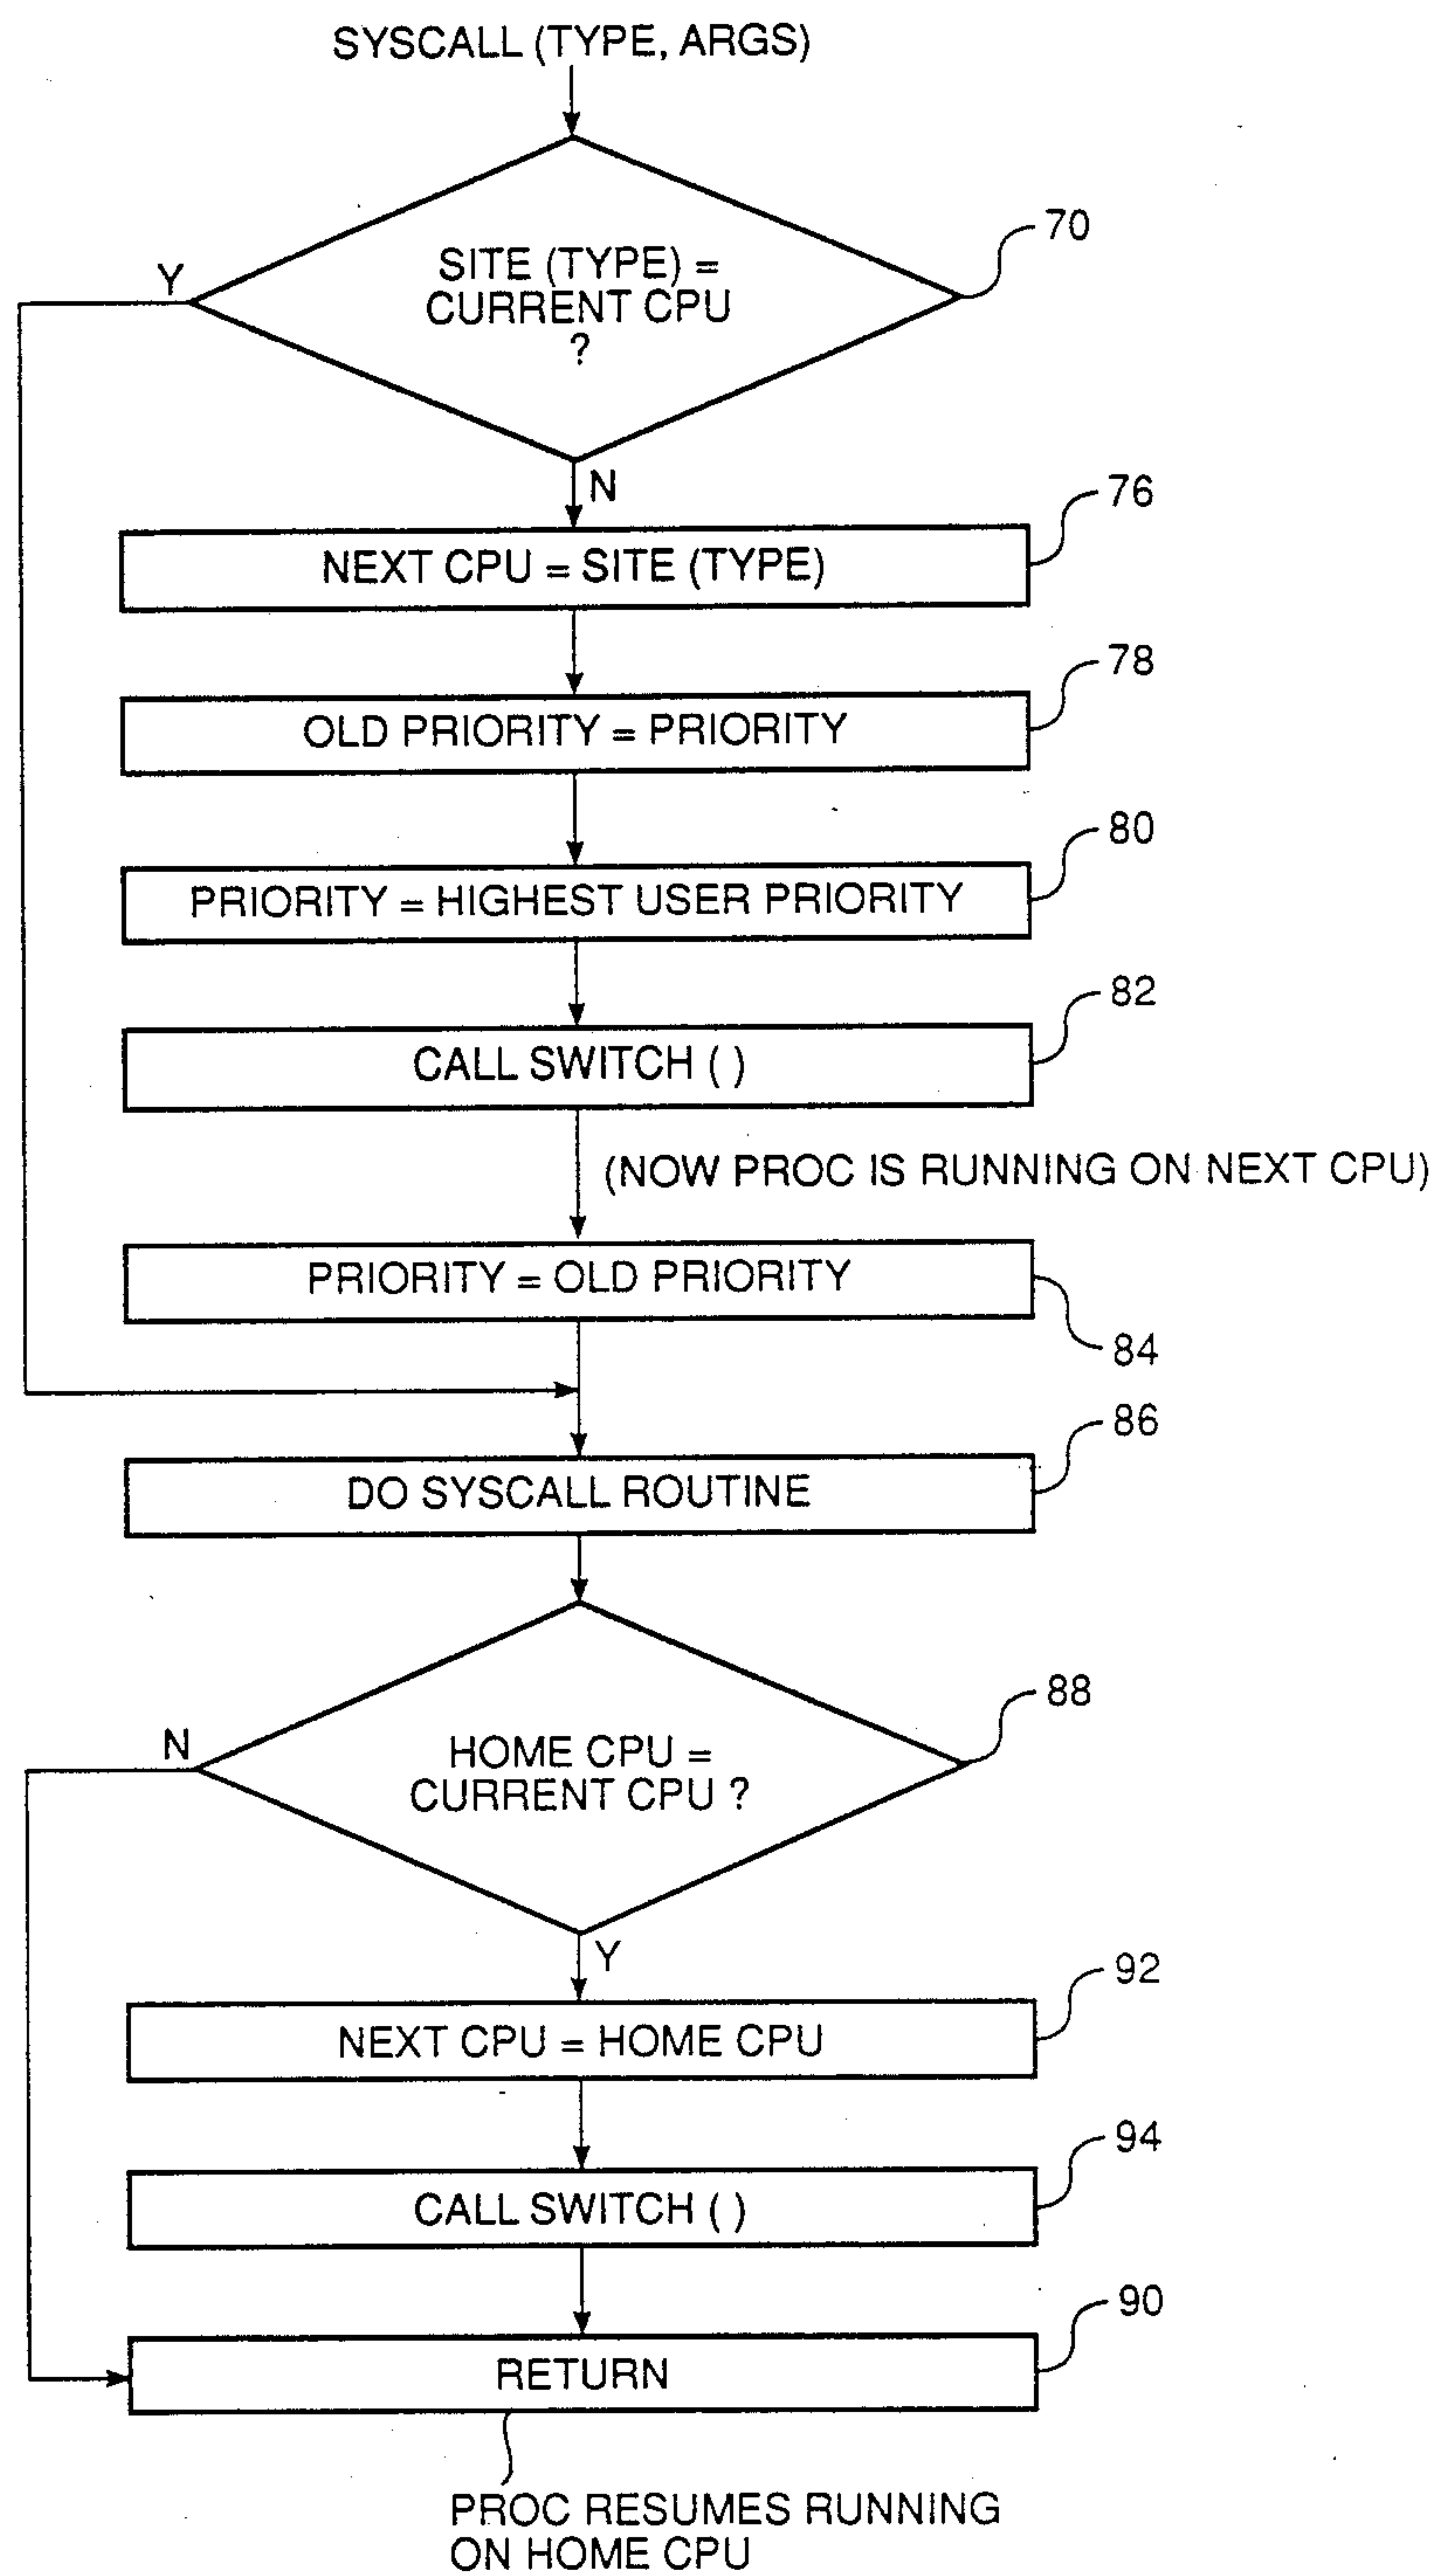 SYSCALL (TYPE, ARGS)
70
Y
SITE (TYPE) =
CURRENT CPU
?
N
76
NEXT CPU = SITE (TYPE)
78
OLD PRIORITY = PRIORITY
80
PRIORITY = HIGHEST USER PRIORITY
82
CALL SWITCH ( )
(NOW PROC IS RUNNING ON NEXT CPU)
PRIORITY = OLD PRIORITY
84
86
DO SYSCALL ROUTINE
88
N
HOME CPU =
CURRENT CPU ?
Y
92
NEXT CPU = HOME CPU
94
CALL SWITCH ( )
90
RETURN
PROC RESUMES RUNNING
ON HOME CPU